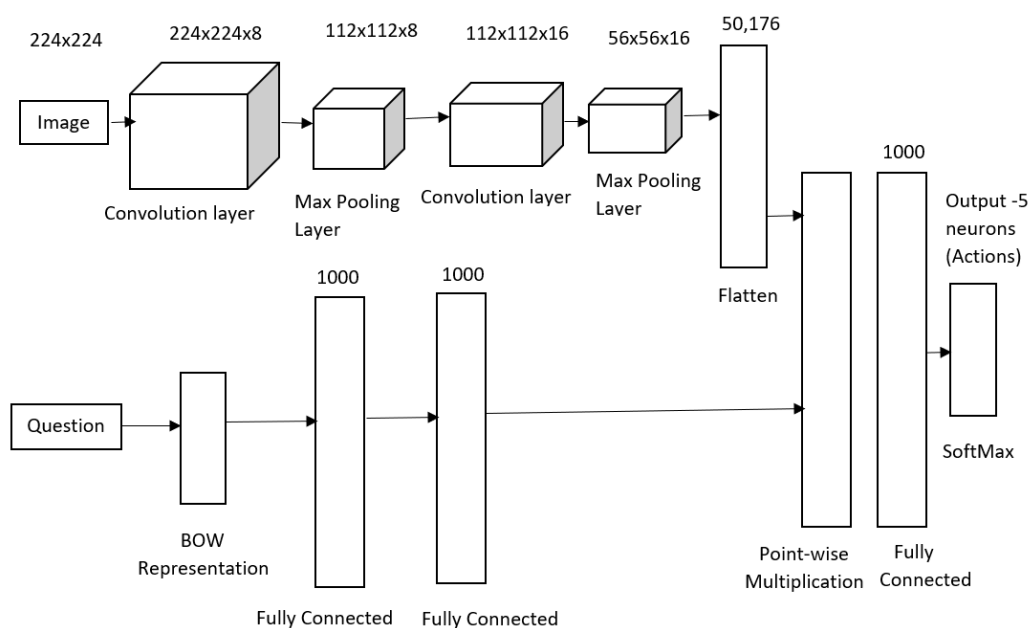 224x224
224x224x8
112x112x8
112x112x16
56x56x16
50,176
Image
Convolution layer
Max Pooling
Layer
Convolution layer
Max Pooling
Layer
Flatten
1000
Output -5
neurons
(Actions)
1000
1000
Question
BOW
Representation
Fully Connected
Fully Connected
Point-wise
Multiplication
Fully
Connected
SoftMax